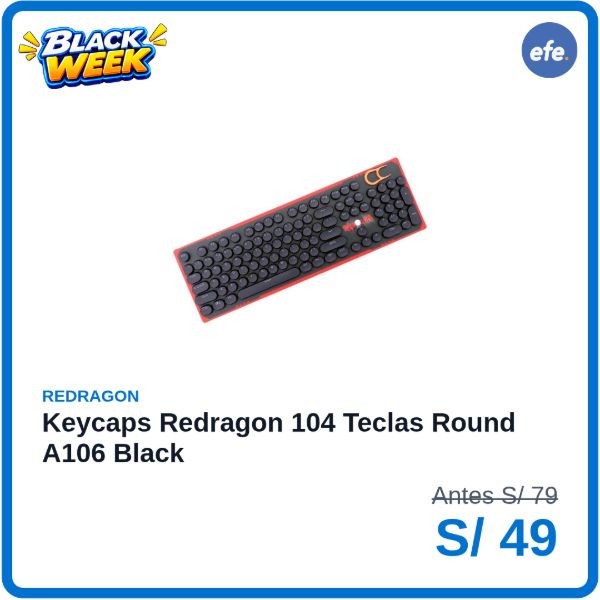 BLACK
WEEK
efe.
REDRAGON
Keycaps Redragon 104 Teclas Round
A106 Black
Antes S/ 79
S/ 49